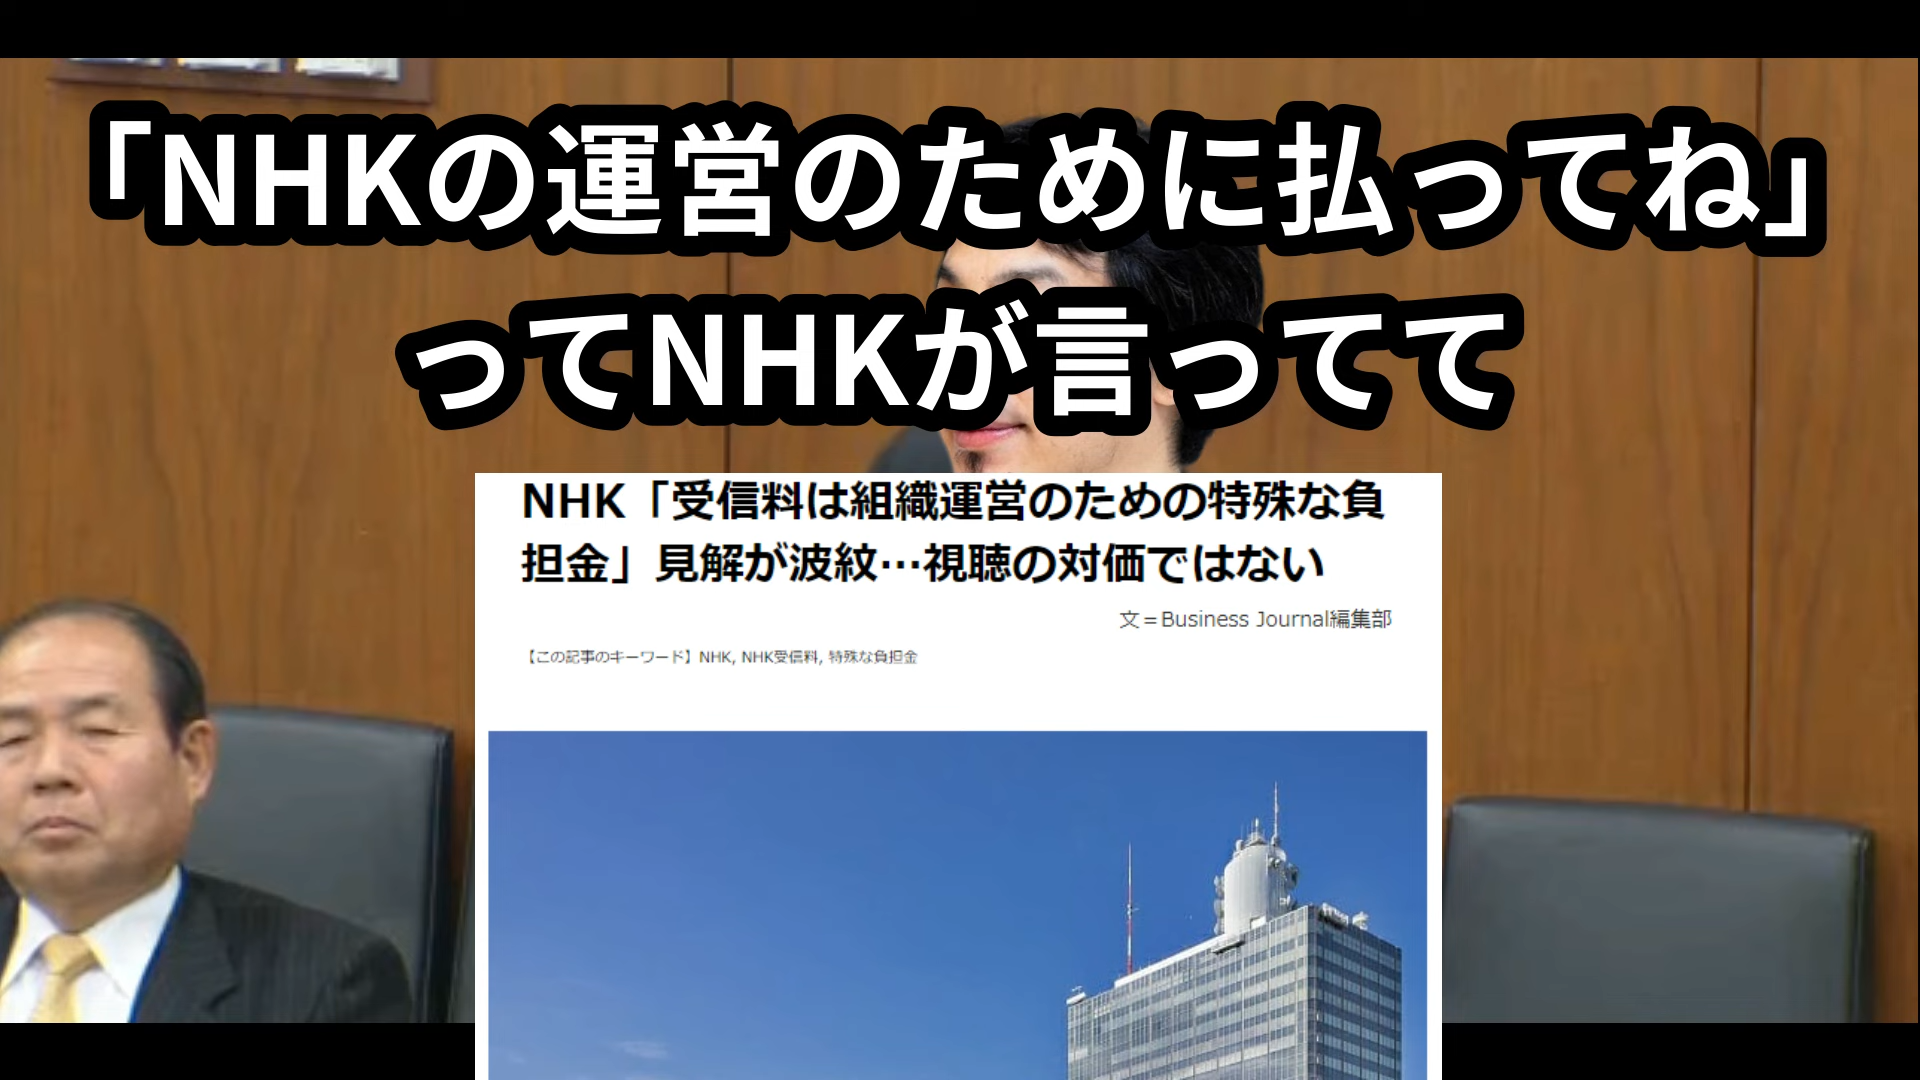 「NHKの運営のために払ってね」
ってNHKが言ってて
NHK「受信料は組織運営のための特殊な負
担金」見解が波紋…視聴の対価ではない
文＝Business Journal編集部
【この記事のキーワード】NHK, NHK受信料, 特殊な負担金